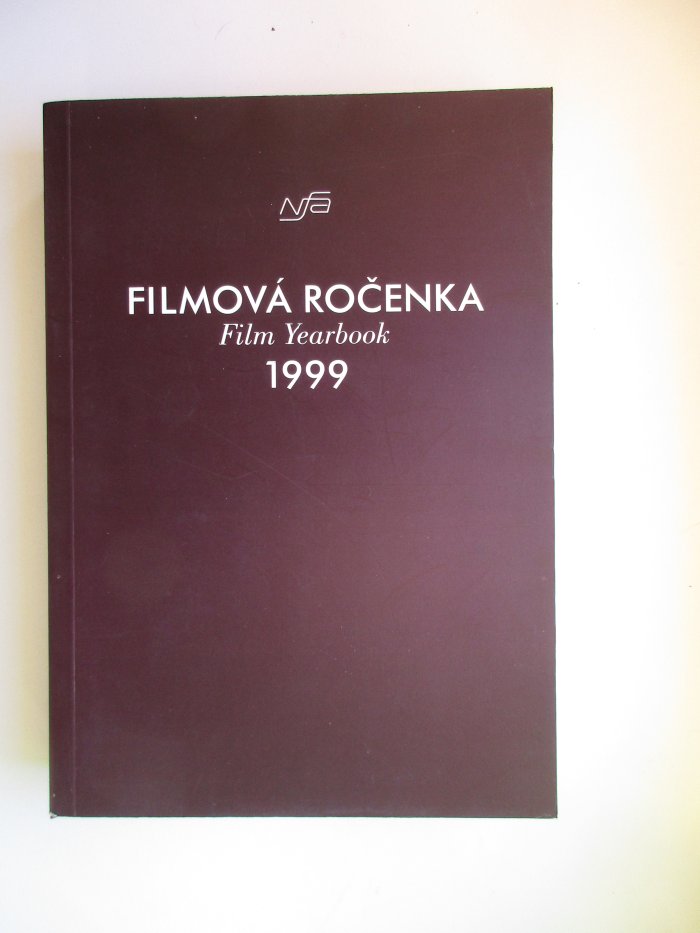 Nfa
FILMOVÁ ROČENKA
Film Yearbook
1999